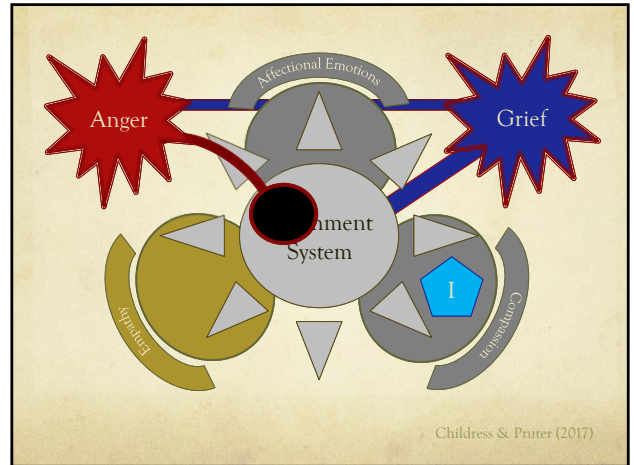 Affectional Emotions
Anger
Grief
nment
System
I
Empathy
Compassion
Childress & Pruter (2017)